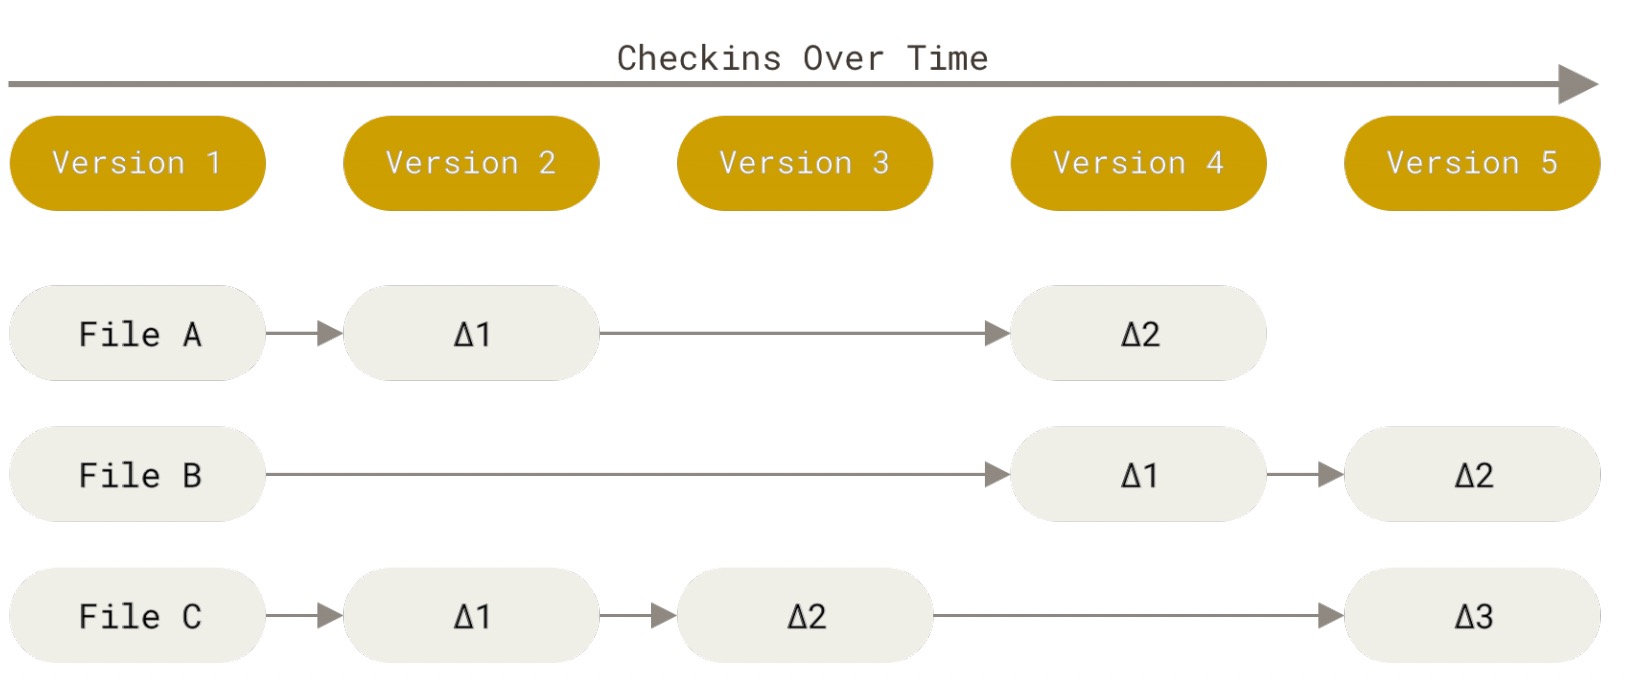 Checkins Over Time
Version 1 Version 2 Version 3 Version 4 Version 5
File A Δ1 Δ2
File B Δ1 Δ2
File C Δ1 Δ2 Δ3